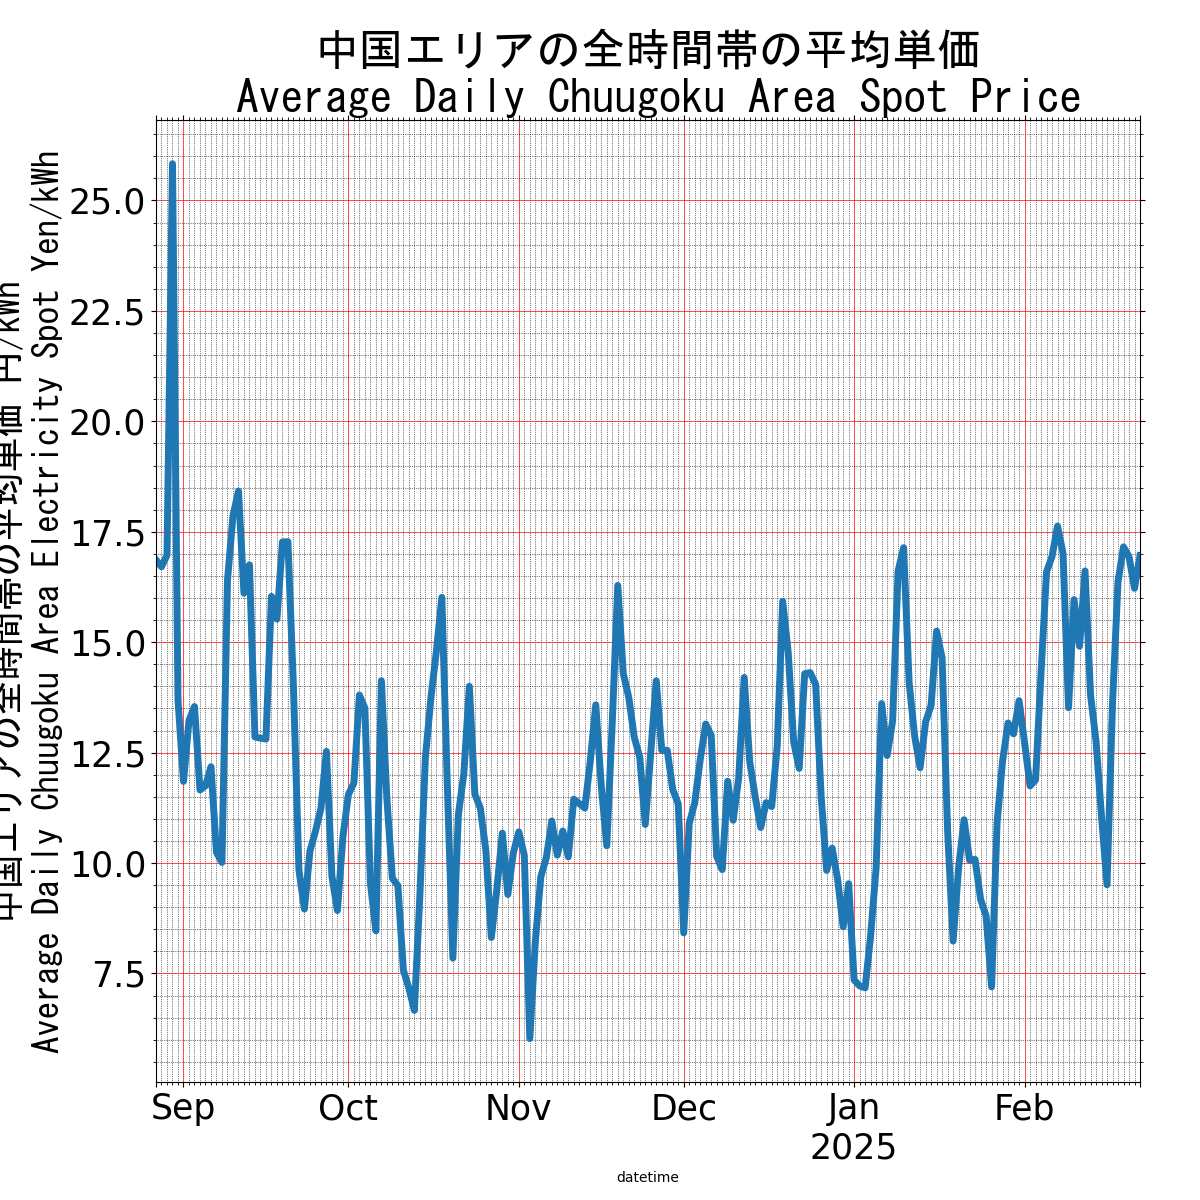 中国エリアの全時間帯の平均単価
Average Daily Chuugoku Area Spot Price
中国エリアの全時間帯の平均単価 円/kWh
Average Daily Chuugoku Area Electricity Spot Yen/kWh
25.0
22.5
20.0
17.5
15.0
12.5
10.0
7.5
Sep Oct Nov Dec Jan Feb
2025
datetime